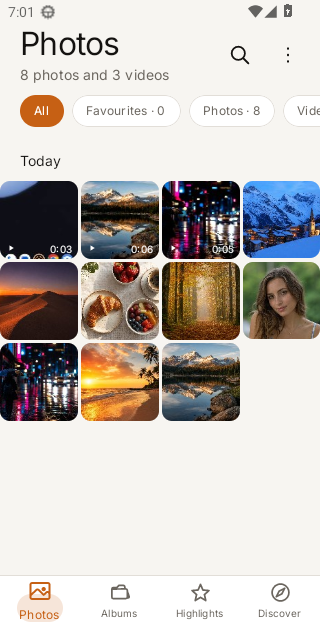 7:01
Photos
8 photos and 3 videos
All
Favourites · 0
Photos · 8
Vide
Today
0:03
0:06
0:05
Photos
Albums
Highlights
Discover